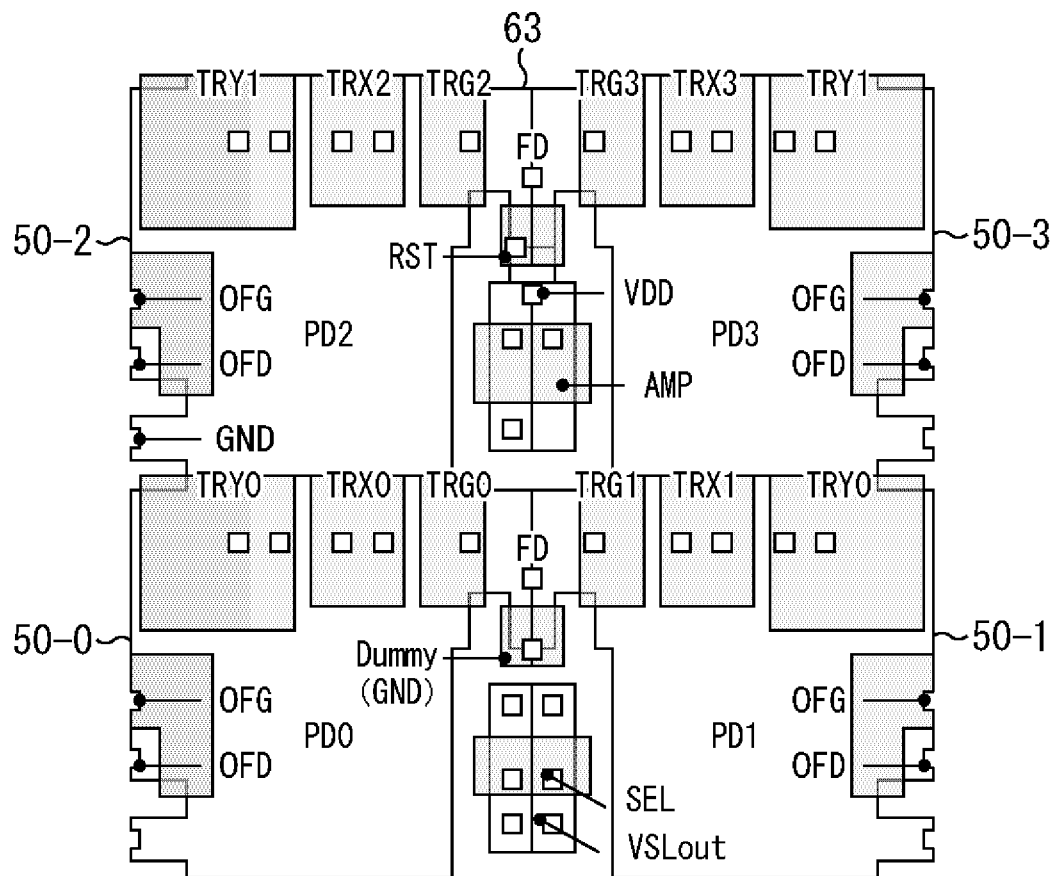 63
TRY1 TRX2 TRG2 TRG3 TRX3 TRY1
FD
50-2 50-3
RST
OFG VDD OFG
PD2 PD3
OFD AMP OFD
GND
TRY0 TRX0 TRG0 TRG1 TRX1 TRY0
FD
50-0 50-1
Dummy
(GND)
OFG OFG
PD0 PD1
OFD OFD
SEL
VSLout